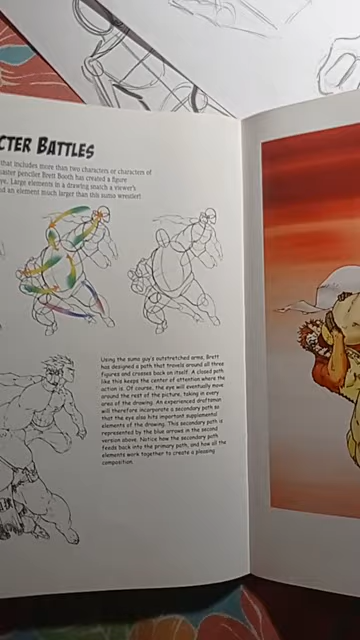 CTER BATTLES
that includes more than two characters or characters of
master penciler Brett Booth has created a figure
eye. Large elements in a drawing snatch a viewer's
an element much larger than this sumo wrestler!
Using the sumo guy's outstretched arms, Brett
has designed a path that travels around all three
figures and crosses back on itself. A closed path
like this keeps the center of attention where the
action is. Of course, the eye will eventually move
around the rest of the picture, taking in every
area of the drawing. An experienced draftsman
will therefore incorporate a secondary path so
that the eye also hits important supplemental
elements of the drawing. This secondary path is
represented by the blue arrows in the second
version above. Notice how the secondary path
feeds back into the primary path, and how all the
elements work together to create a pleasing
composition.